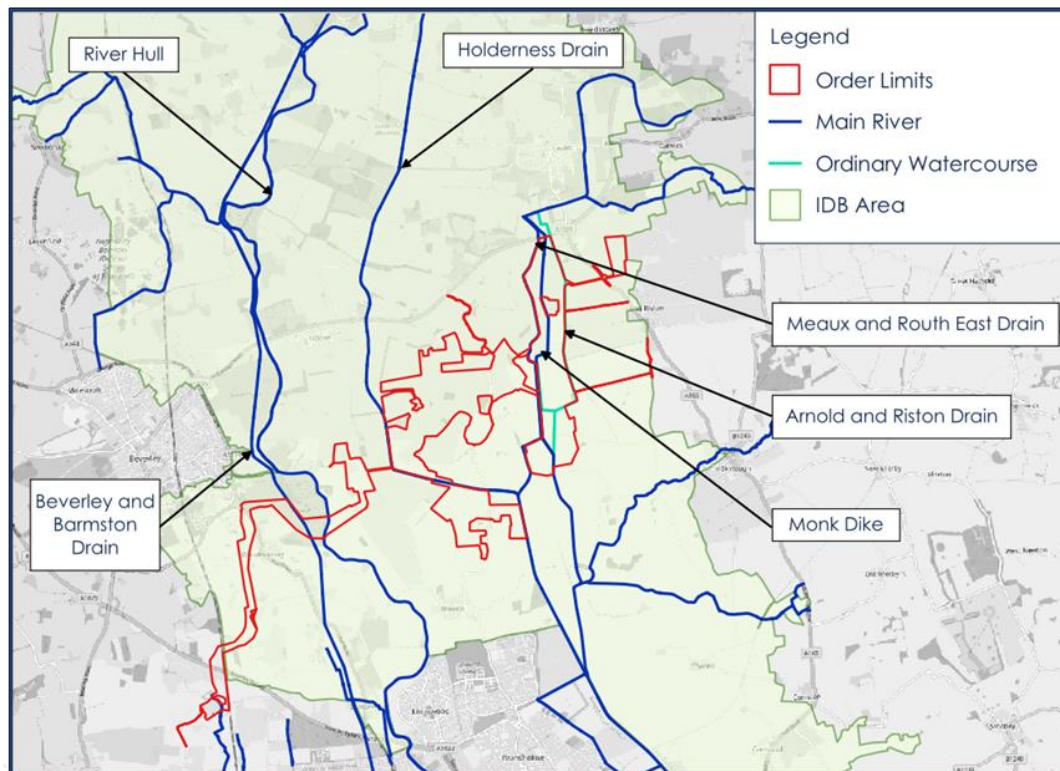 River Hull
Holderness Drain
Legend
Order Limits
Main River
Ordinary Watercourse
IDB Area
Meaux and Routh East Drain
Arnold and Riston Drain
Beverley and
Barmston
Drain
Monk Dike
Beverley